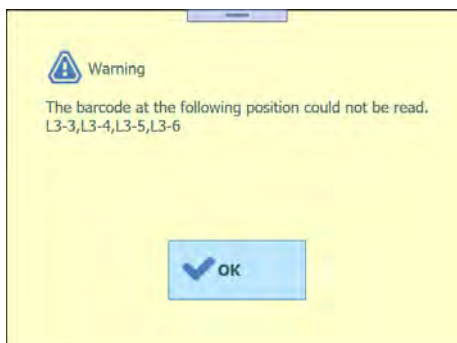 Warning
The barcode at the following position could not be read.
L3-3,L3-4,L3-5,L3-6
OK